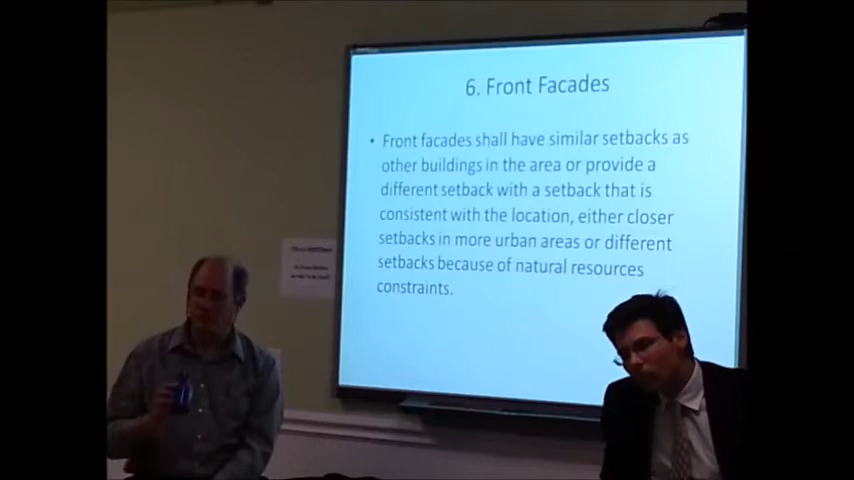 6. Front Facades
• Front facades shall have similar setbacks as
other buildings in the area or provide a
different setback with a setback that is
consistent with the location, either closer
setbacks in more urban areas or different
setbacks because of natural resources
constraints.